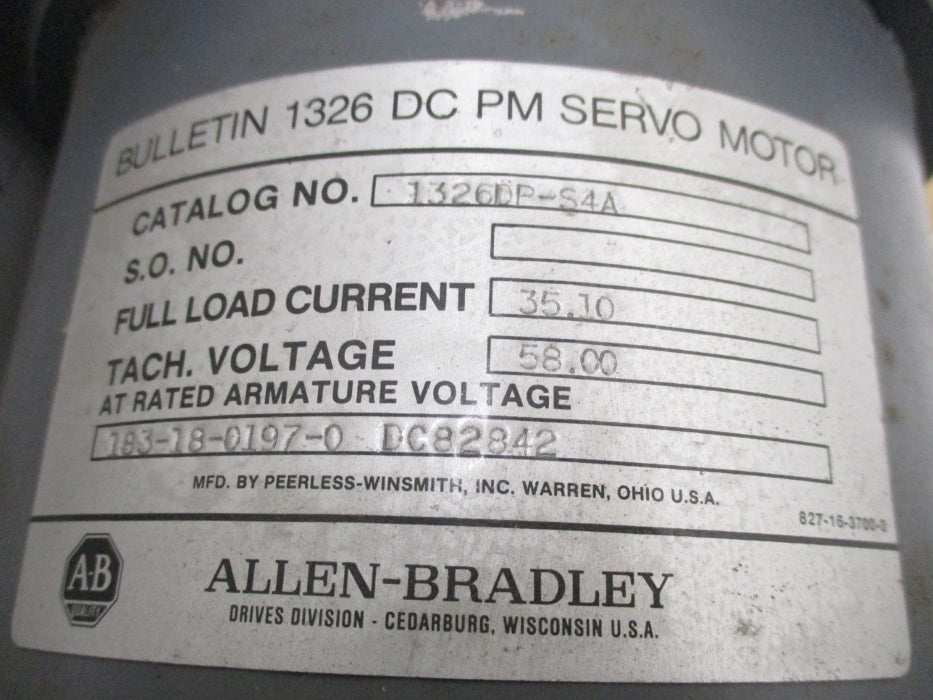 BULLETIN 1326 DC PM SERVO MOTOR
CATALOG NO. 1326DP-S4A
S.O. NO.
FULL LOAD CURRENT 35.10
TACH. VOLTAGE 58.00
AT RATED ARMATURE VOLTAGE
183-18-0197-0 DC82842
MFD. BY PEERLESS-WINSMITH, INC. WARREN, OHIO U.S.A.
827-16-3700-0
A-B
QUALITY
ALLEN-BRADLEY
DRIVES DIVISION - CEDARBURG, WISCONSIN U.S.A.